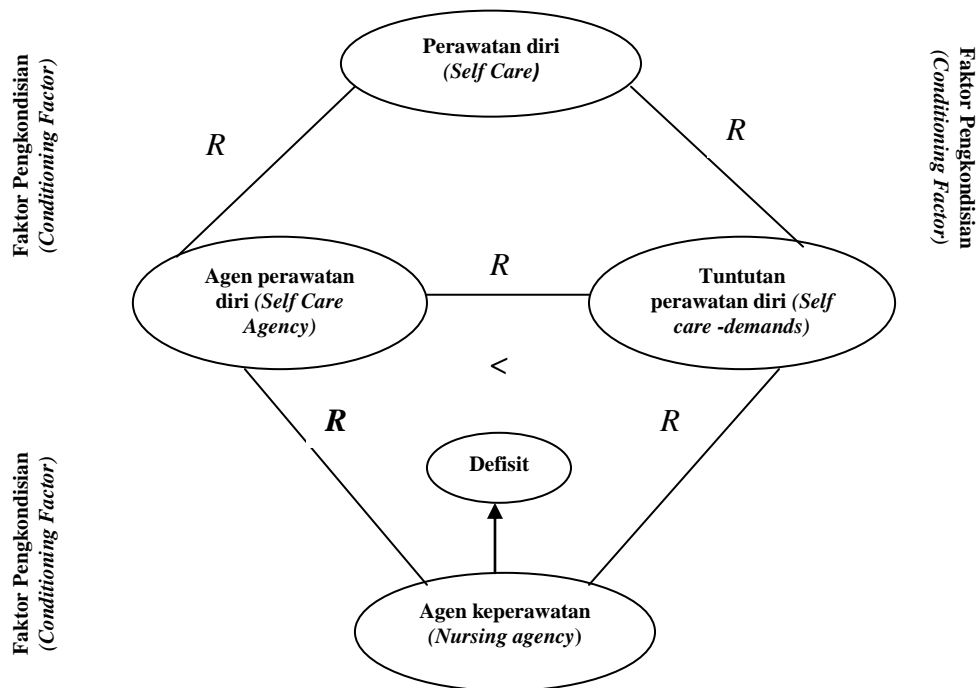 Perawatan diri
(Self Care)
Faktor Pengkondisian
(Conditioning Factor)
Faktor Pengkondisian
(Conditioning Factor)
R
R
Agen perawatan
diri (Self Care
Agency)
R
Tuntutan
perawatan diri (Self
care -demands)
<
R
R
Defisit
Faktor Pengkondisian
(Conditioning Factor)
Agen keperawatan
(Nursing agency)